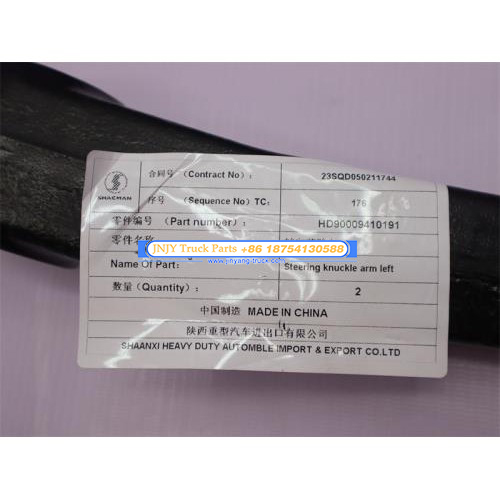 SHACMAN
合同号 （Contract No）： 23SQD050211744
序号 （Sequence No）TC： 176
零件编号 （Part number）： HD90009410191
零件名称
JNJY Truck Parts +86 18754130588
www.jinyang-truck.com
Name Of Part： Steering knuckle arm left
数量（Quantity）： 2
中国制造 MADE IN CHINA
陕西重型汽车进出口有限公司
SHAANXI HEAVY DUTY AUTOMBLE IMPORT & EXPORT CO.LTD